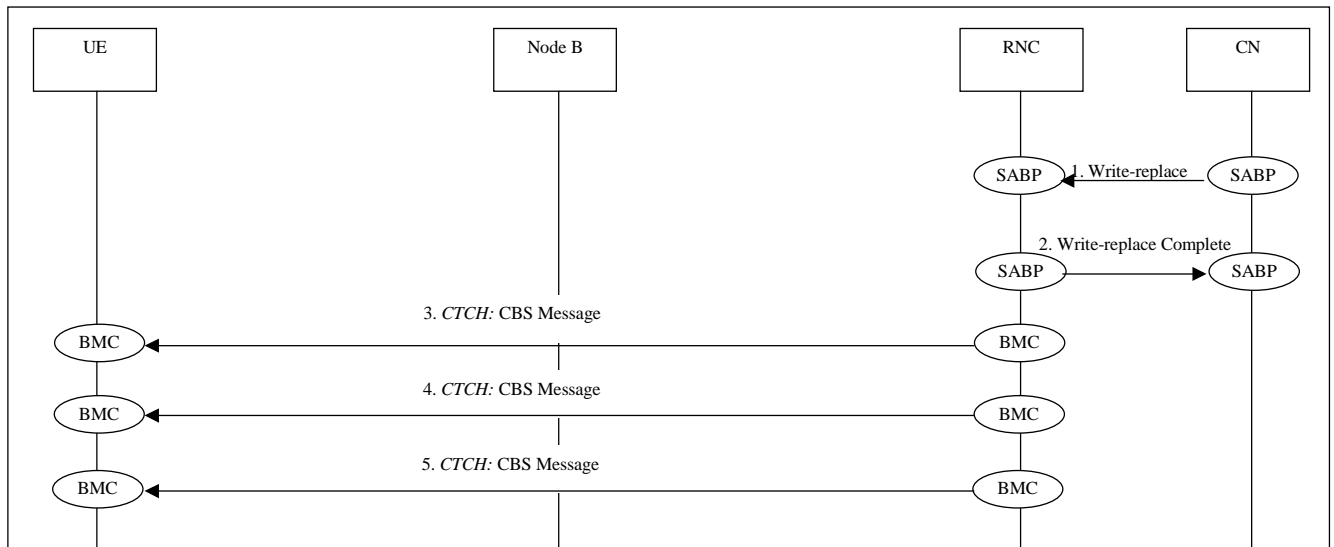 UE
Node B
RNC
CN
SABP
1. Write-replace
SABP
2. Write-replace Complete
SABP
SABP
3. CTCH: CBS Message
BMC
BMC
4. CTCH: CBS Message
BMC
BMC
5. CTCH: CBS Message
BMC
BMC